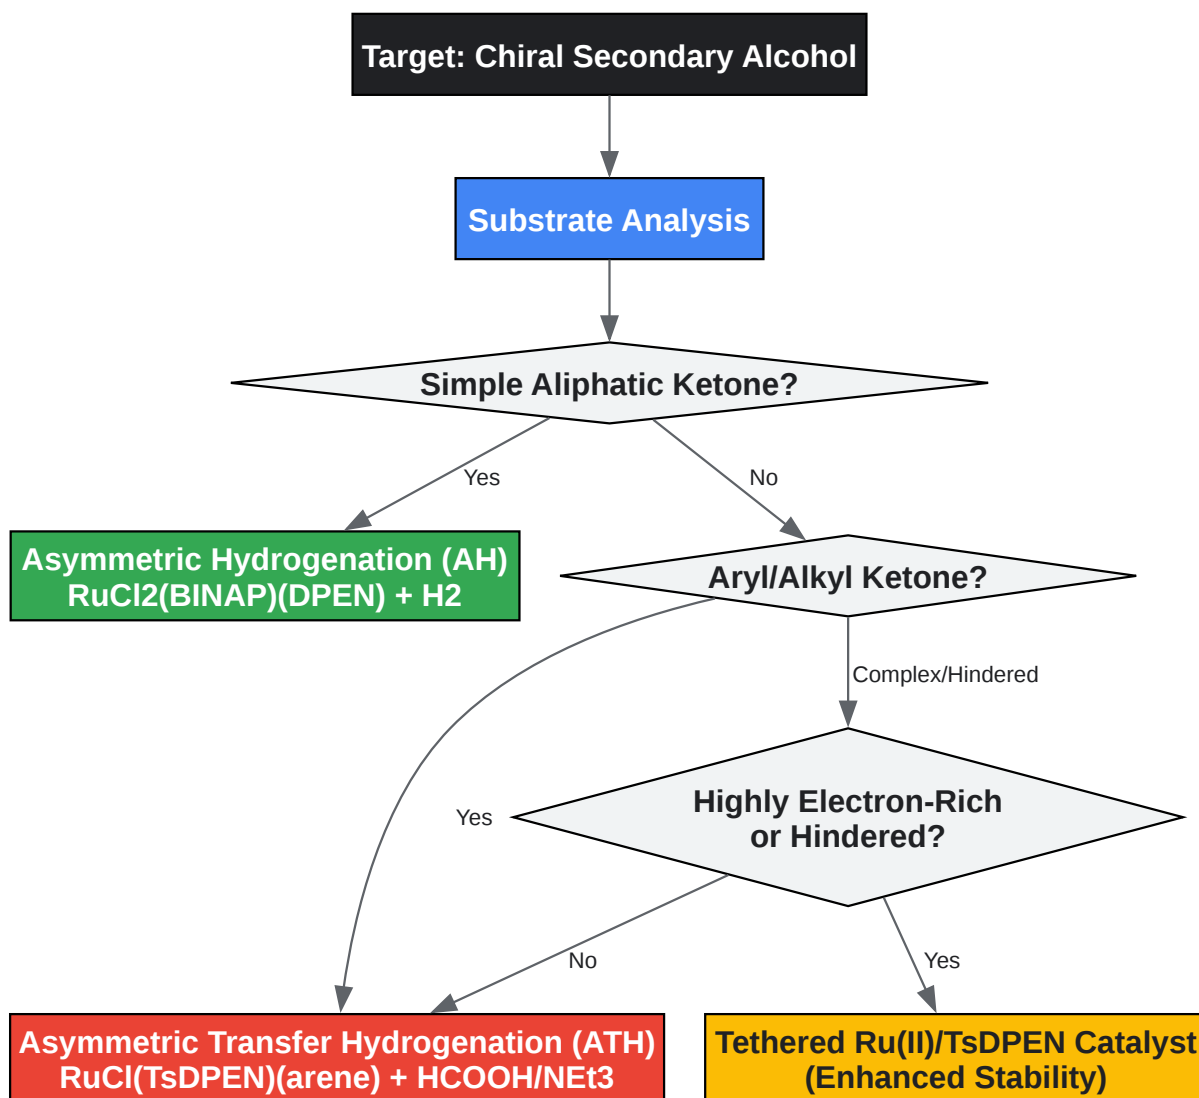 Target: Chiral Secondary Alcohol
Substrate Analysis
Simple Aliphatic Ketone?
Yes
No
Asymmetric Hydrogenation (AH)
RuCl2(BINAP)(DPEN) + H2
Aryl/Alkyl Ketone?
Complex/Hindered
Highly Electron-Rich
or Hindered?
Yes
No
Yes
Asymmetric Transfer Hydrogenation (ATH)
RuCl(TsDPEN)(arene) + HCOOH/NEt3
Tethered Ru(II)/TsDPEN Catalyst
(Enhanced Stability)